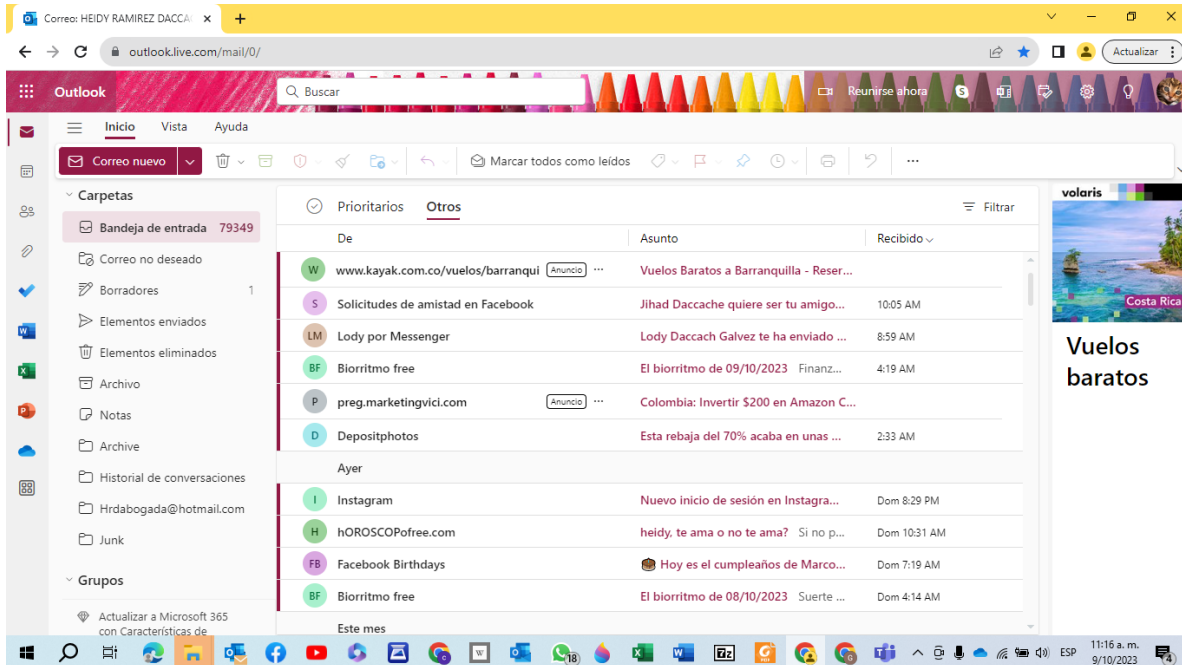 Correo: HEIDY RAMIREZ DACCA
outlook.live.com/mail/0/
Actualizar
Outlook
Buscar
Reunirse ahora
Inicio Vista Ayuda
Correo nuevo
Marcar todos como leídos
Carpetas
Bandeja de entrada 79349
Correo no deseado
Borradores 1
Elementos enviados
Elementos eliminados
Archivo
Notas
Archive
Historial de conversaciones
Hrdabogada@hotmail.com
Junk
Grupos
Actualizar a Microsoft 365
con Características de
Prioritarios Otros
Filtrar
De Asunto Recibido
W www.kayak.com.co/vuelos/barranqui Anuncio ... Vuelos Baratos a Barranquilla - Reser...
S Solicitudes de amistad en Facebook Jihad Daccache quiere ser tu amigo... 10:05 AM
LM Lody por Messenger Lody Daccach Galvez te ha enviado ... 8:59 AM
BF Biorritmo free El biorritmo de 09/10/2023 Finanz... 4:19 AM
P preg.marketingvici.com Anuncio ... Colombia: Invertir $200 en Amazon C...
D Depositphotos Esta rebaja del 70% acaba en unas ... 2:33 AM
Ayer
I Instagram Nuevo inicio de sesión en Instagra... Dom 8:29 PM
H hOROSCOPofree.com heidy, te ama o no te ama? Si no p... Dom 10:31 AM
FB Facebook Birthdays Hoy es el cumpleaños de Marco... Dom 7:19 AM
BF Biorritmo free El biorritmo de 08/10/2023 Suerte ... Dom 4:14 AM
Este mes
volaris
Costa Rica
Vuelos
baratos
18
ESP
11:16 a. m.
9/10/2023
4